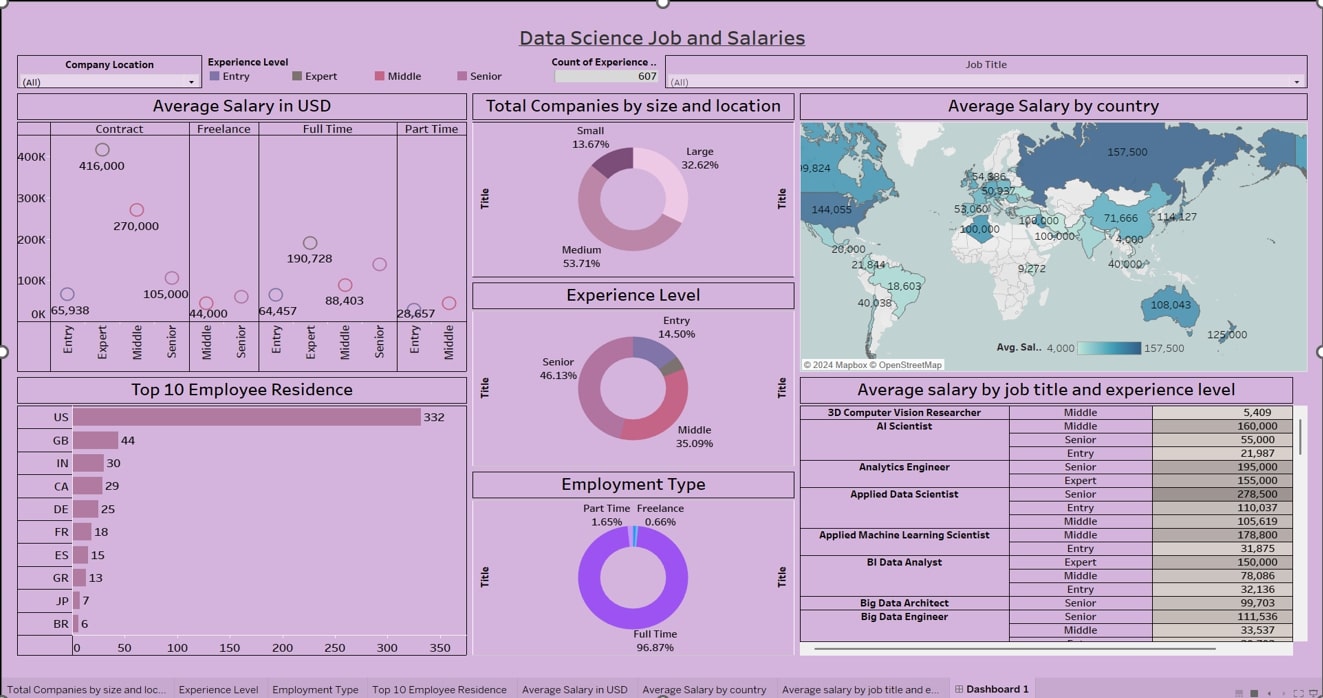 Data Science Job and Salaries
Company Location
(All)
Experience Level
Entry
Expert
Middle
Senior
Count of Experience ..
607
Job Title
(All)
Average Salary in USD
Contract
Freelance
Full Time
Part Time
400K
300K
200K
100K
0K
65,938
416,000
270,000
105,000
44,000
64,457
190,728
88,403
28,657
Entry
Expert
Middle
Senior
Middle
Senior
Entry
Expert
Middle
Senior
Entry
Middle
Top 10 Employee Residence
US 332
GB 44
IN 30
CA 29
DE 25
FR 18
ES 15
GR 13
JP 7
BR 6
0 50 100 150 200 250 300 350
Total Companies by size and location
Title
Small
13.67%
Large
32.62%
Medium
53.71%
Title
Experience Level
Title
Entry
14.50%
Senior
46.13%
Middle
35.09%
Title
Employment Type
Title
Part Time
1.65%
Freelance
0.66%
Full Time
96.87%
Title
Average Salary by country
9,824
157,500
54,386
50,937
144,055
53,060
100,000
71,666
114,127
100,000
100,000
20,000
4,000
21,844
9,272
40,000
18,603
40,038
108,043
125,000
Avg. Sal.. 4,000 157,500
© 2024 Mapbox © OpenStreetMap
Average salary by job title and experience level
3D Computer Vision Researcher Middle 5,409
AI Scientist Middle 160,000
Senior 55,000
Entry 21,987
Analytics Engineer Senior 195,000
Expert 155,000
Applied Data Scientist Senior 278,500
Entry 110,037
Middle 105,619
Applied Machine Learning Scientist Middle 178,800
Entry 31,875
BI Data Analyst Expert 150,000
Middle 78,086
Entry 32,136
Big Data Architect Senior 99,703
Big Data Engineer Senior 111,536
Middle 33,537
Total Companies by size and loc...
Experience Level
Employment Type
Top 10 Employee Residence
Average Salary in USD
Average Salary by country
Average salary by job title and e...
Dashboard 1